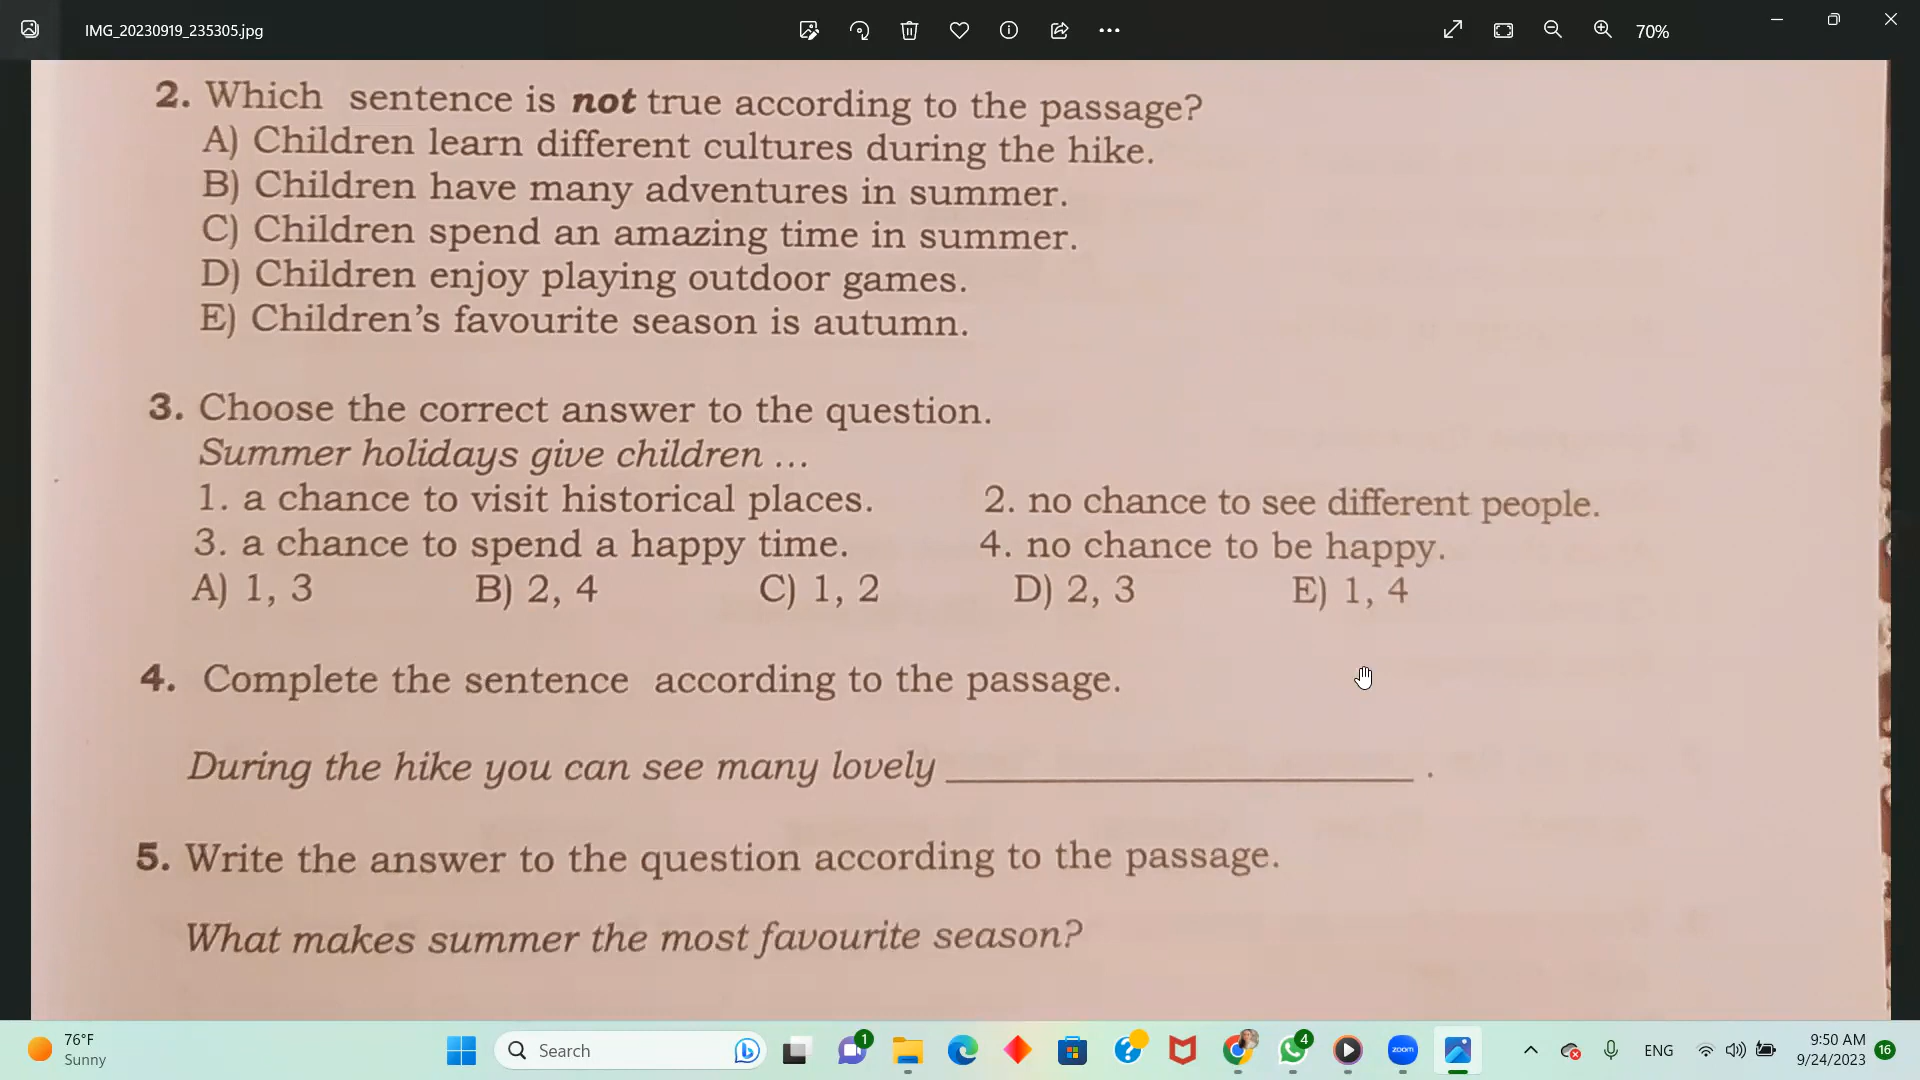 IMG_20230919_235305.jpg
70%
2. Which sentence is not true according to the passage?
A) Children learn different cultures during the hike.
B) Children have many adventures in summer.
C) Children spend an amazing time in summer.
D) Children enjoy playing outdoor games.
E) Children's favourite season is autumn.
3. Choose the correct answer to the question.
Summer holidays give children ...
1. a chance to visit historical places. 2. no chance to see different people.
3. a chance to spend a happy time. 4. no chance to be happy.
A) 1, 3 B) 2, 4 C) 1, 2 D) 2, 3 E) 1, 4
4. Complete the sentence according to the passage.
During the hike you can see many lovely ____________________ .
5. Write the answer to the question according to the passage.
What makes summer the most favourite season?
76°F
Sunny
Search
1
4
zoom
ENG
9:50 AM
9/24/2023
16